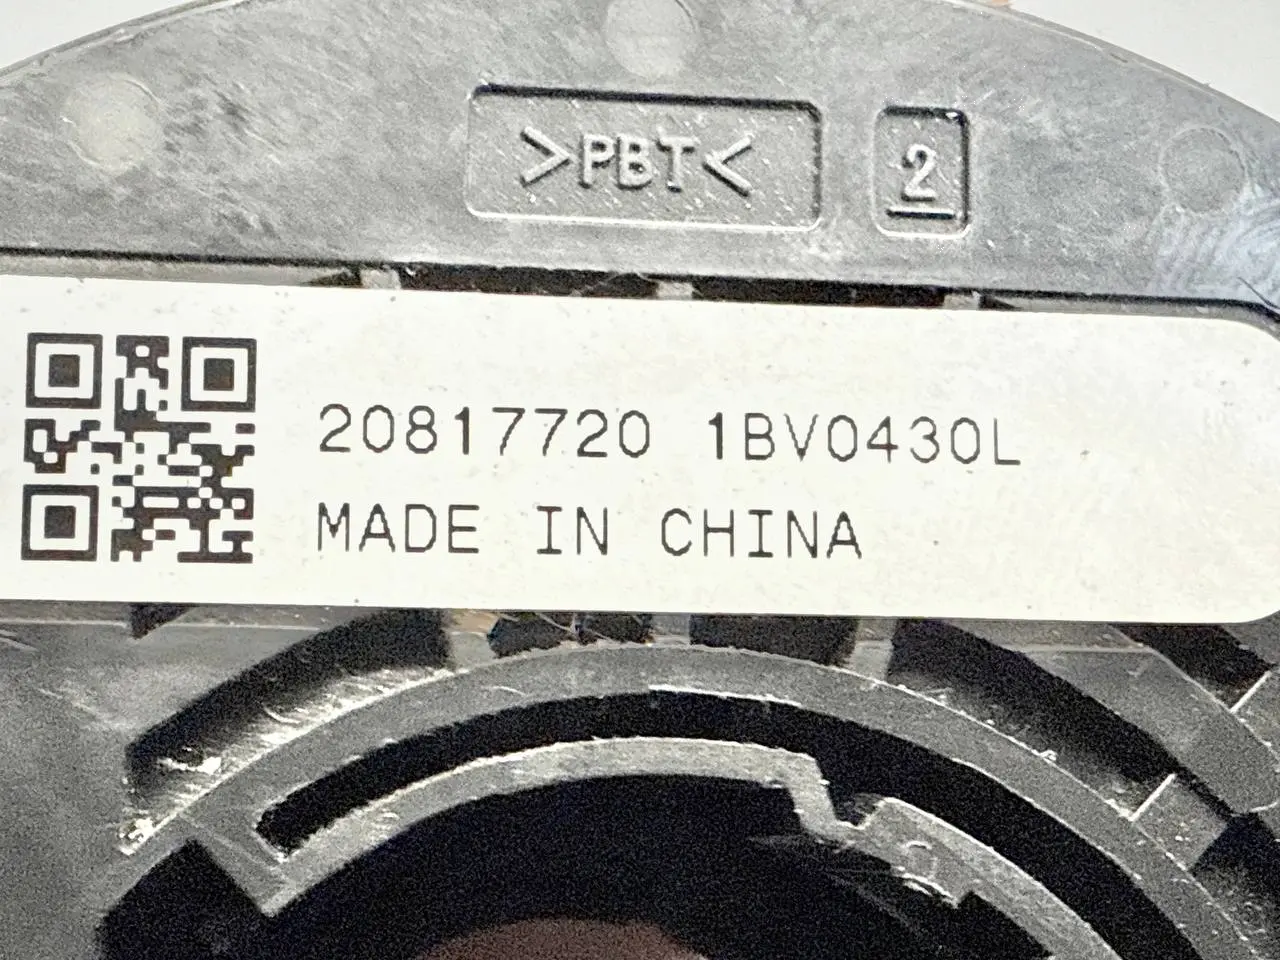 >PBT<
2
20817720 1BV0430L
MADE IN CHINA